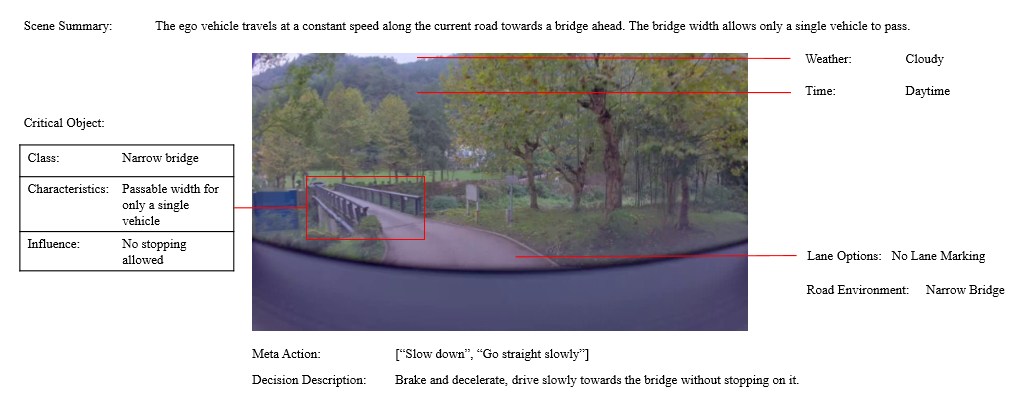 Scene Summary: The ego vehicle travels at a constant speed along the current road towards a bridge ahead. The bridge width allows only a single vehicle to pass.
Weather: Cloudy
Time: Daytime
Critical Object:
Class: Narrow bridge
Characteristics: Passable width for
only a single
vehicle
Influence: No stopping
allowed
Lane Options: No Lane Marking
Road Environment: Narrow Bridge
Meta Action: [“Slow down”, “Go straight slowly”]
Decision Description: Brake and decelerate, drive slowly towards the bridge without stopping on it.